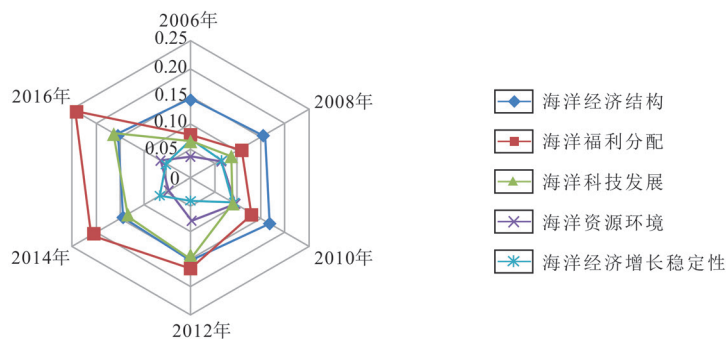 2006年
0.25
0.20
0.15
0.10
0.05
0
2008年
2010年
2012年
2014年
2016年
海洋经济结构
海洋福利分配
海洋科技发展
海洋资源环境
海洋经济增长稳定性